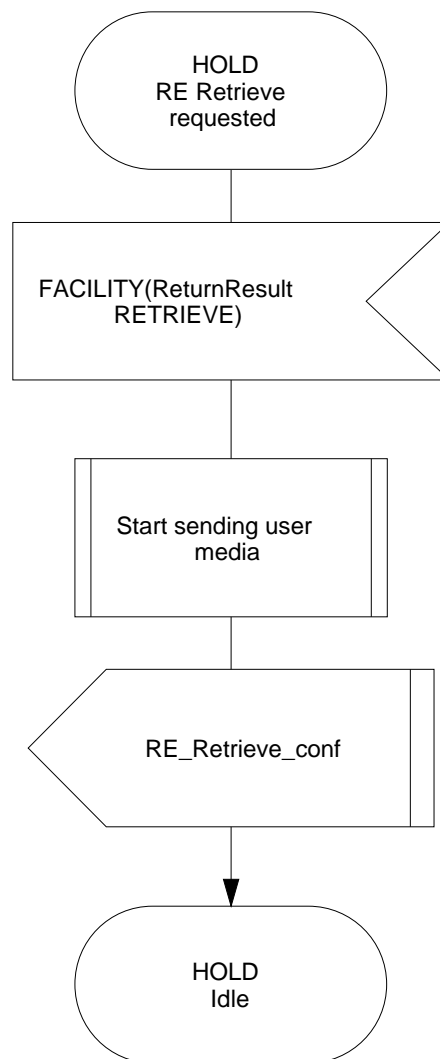 HOLD
RE Retrieve
requested
FACILITY(ReturnResult
RETRIEVE)
Start sending user
media
RE_Retrieve_conf
HOLD
Idle